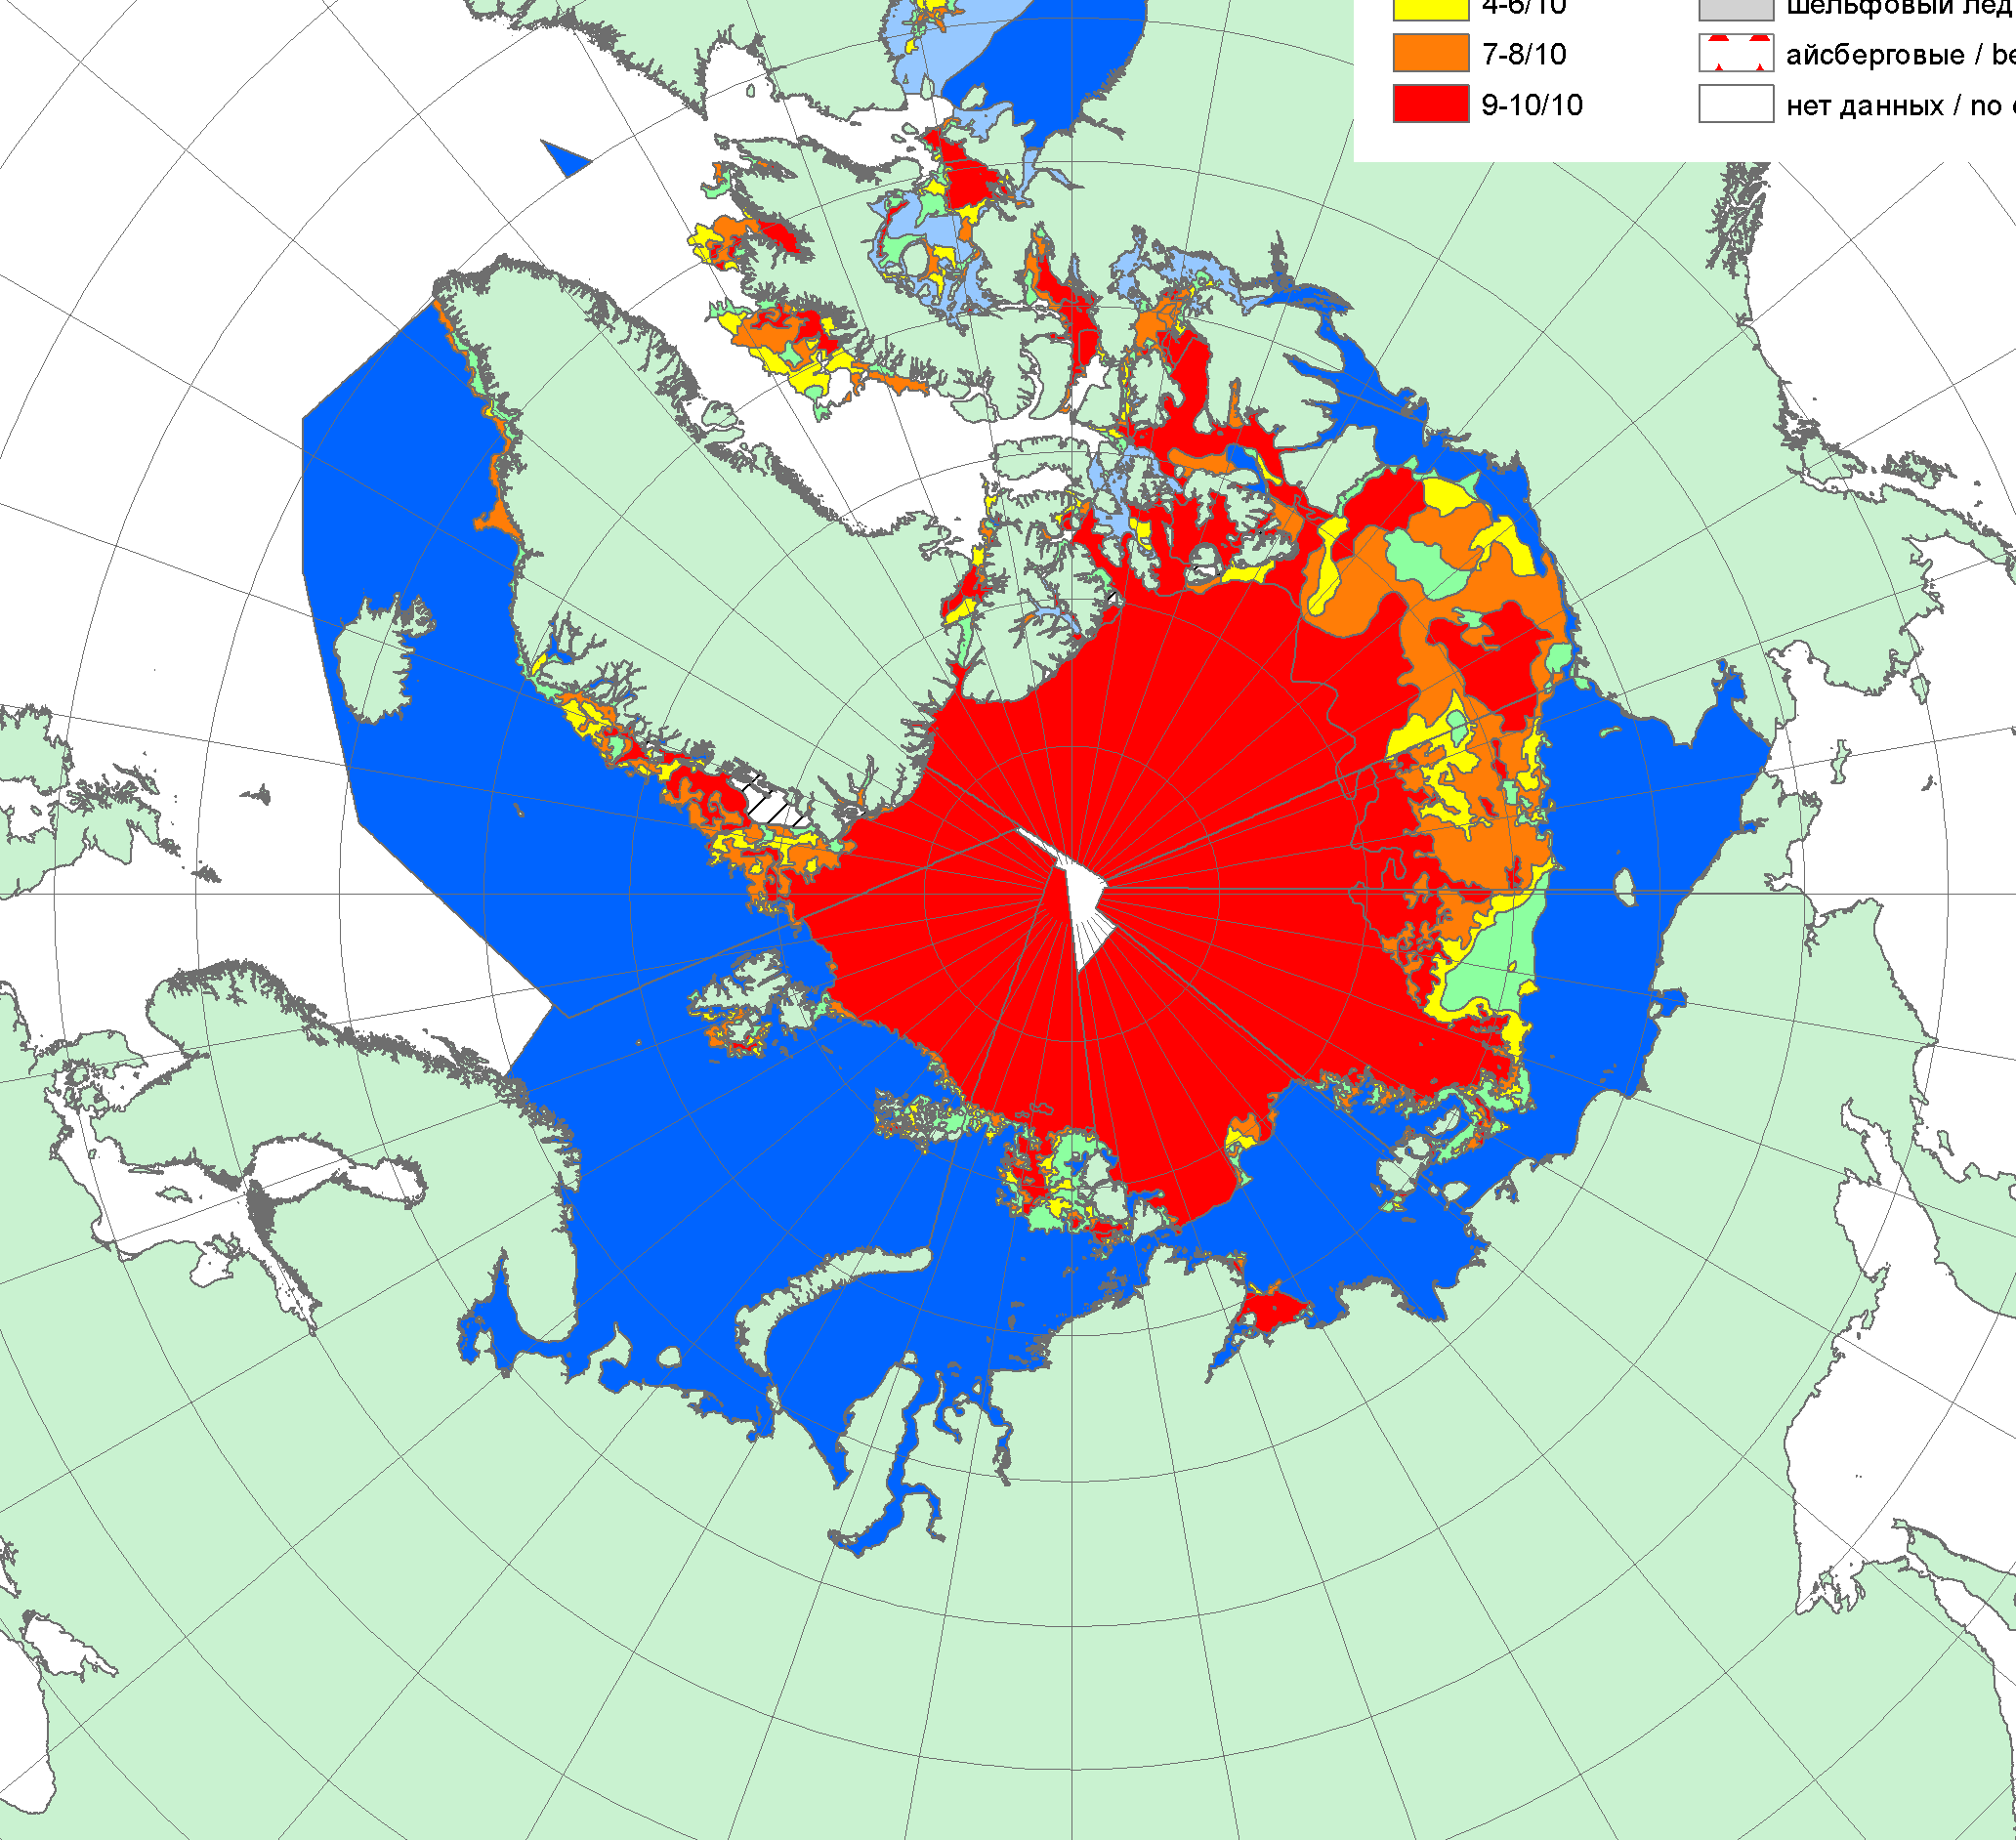 4-6/10
шельфовый лед
7-8/10
айсберговые / be
9-10/10
нет данных / no